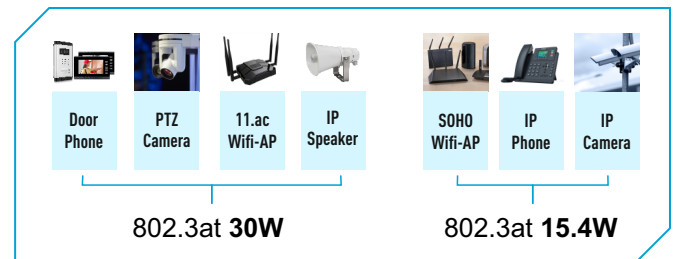 Door
Phone
PTZ
Camera
11.ac
Wifi-AP
IP
Speaker
SOHO
Wifi-AP
IP
Phone
IP
Camera
802.3at 30W
802.3at 15.4W